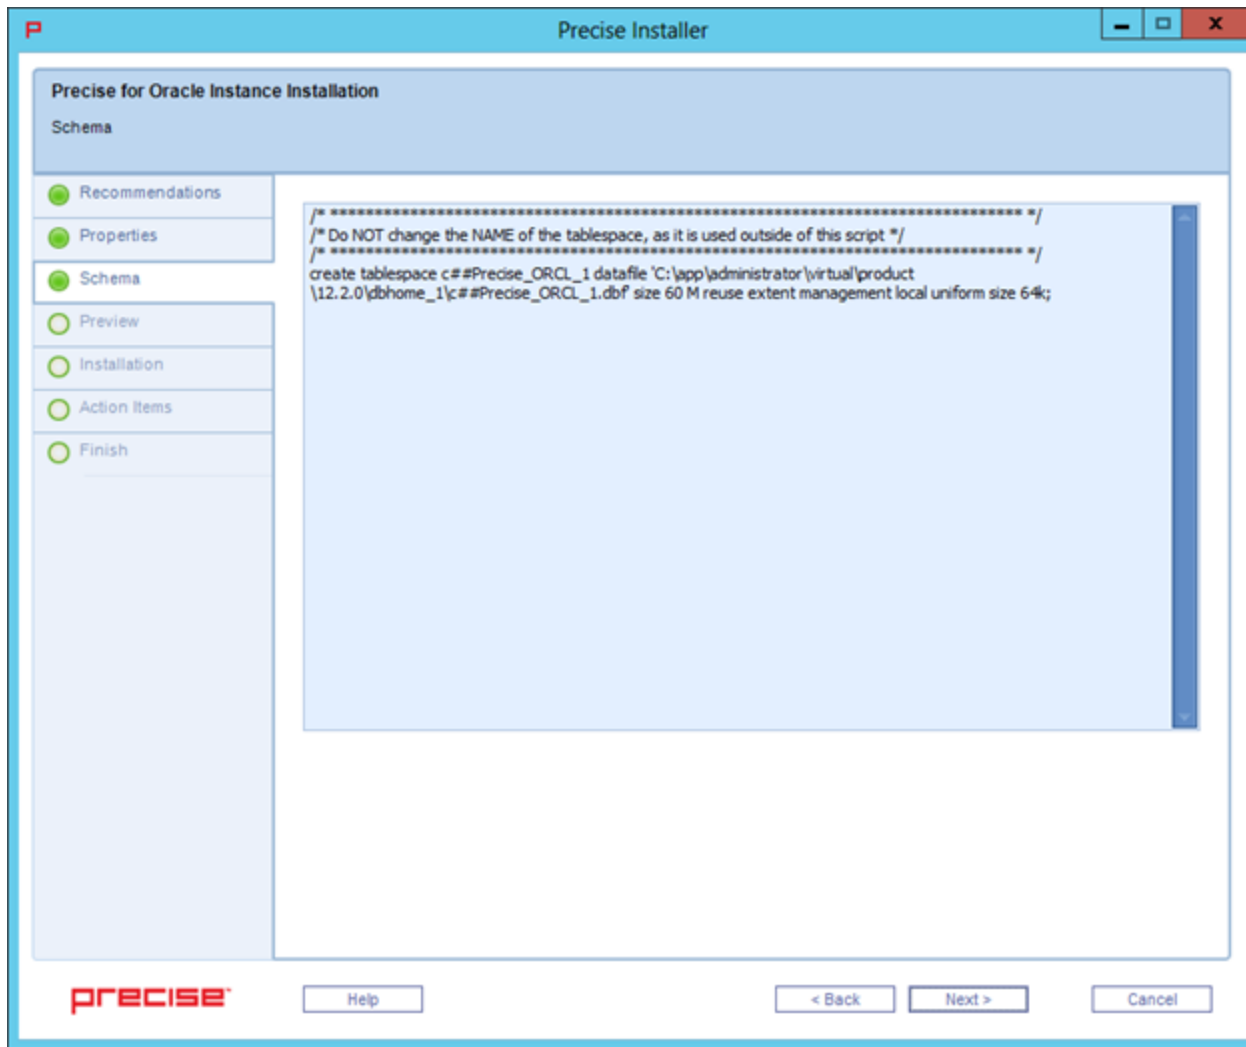 Precise Installer
Precise for Oracle Instance Installation
Schema
Recommendations
Properties
Schema
Preview
Installation
Action Items
Finish
/* ****************************************************************************** */
/* Do NOT change the NAME of the tablespace, as it is used outside of this script */
/* ****************************************************************************** */
create tablespace c##Precise_ORCL_1 datafile 'C:\app\administrator\virtual\product
\12.2.0\dbhome_1\c##Precise_ORCL_1.dbf' size 60 M reuse extent management local uniform size 64k;
precise
Help
< Back
Next >
Cancel